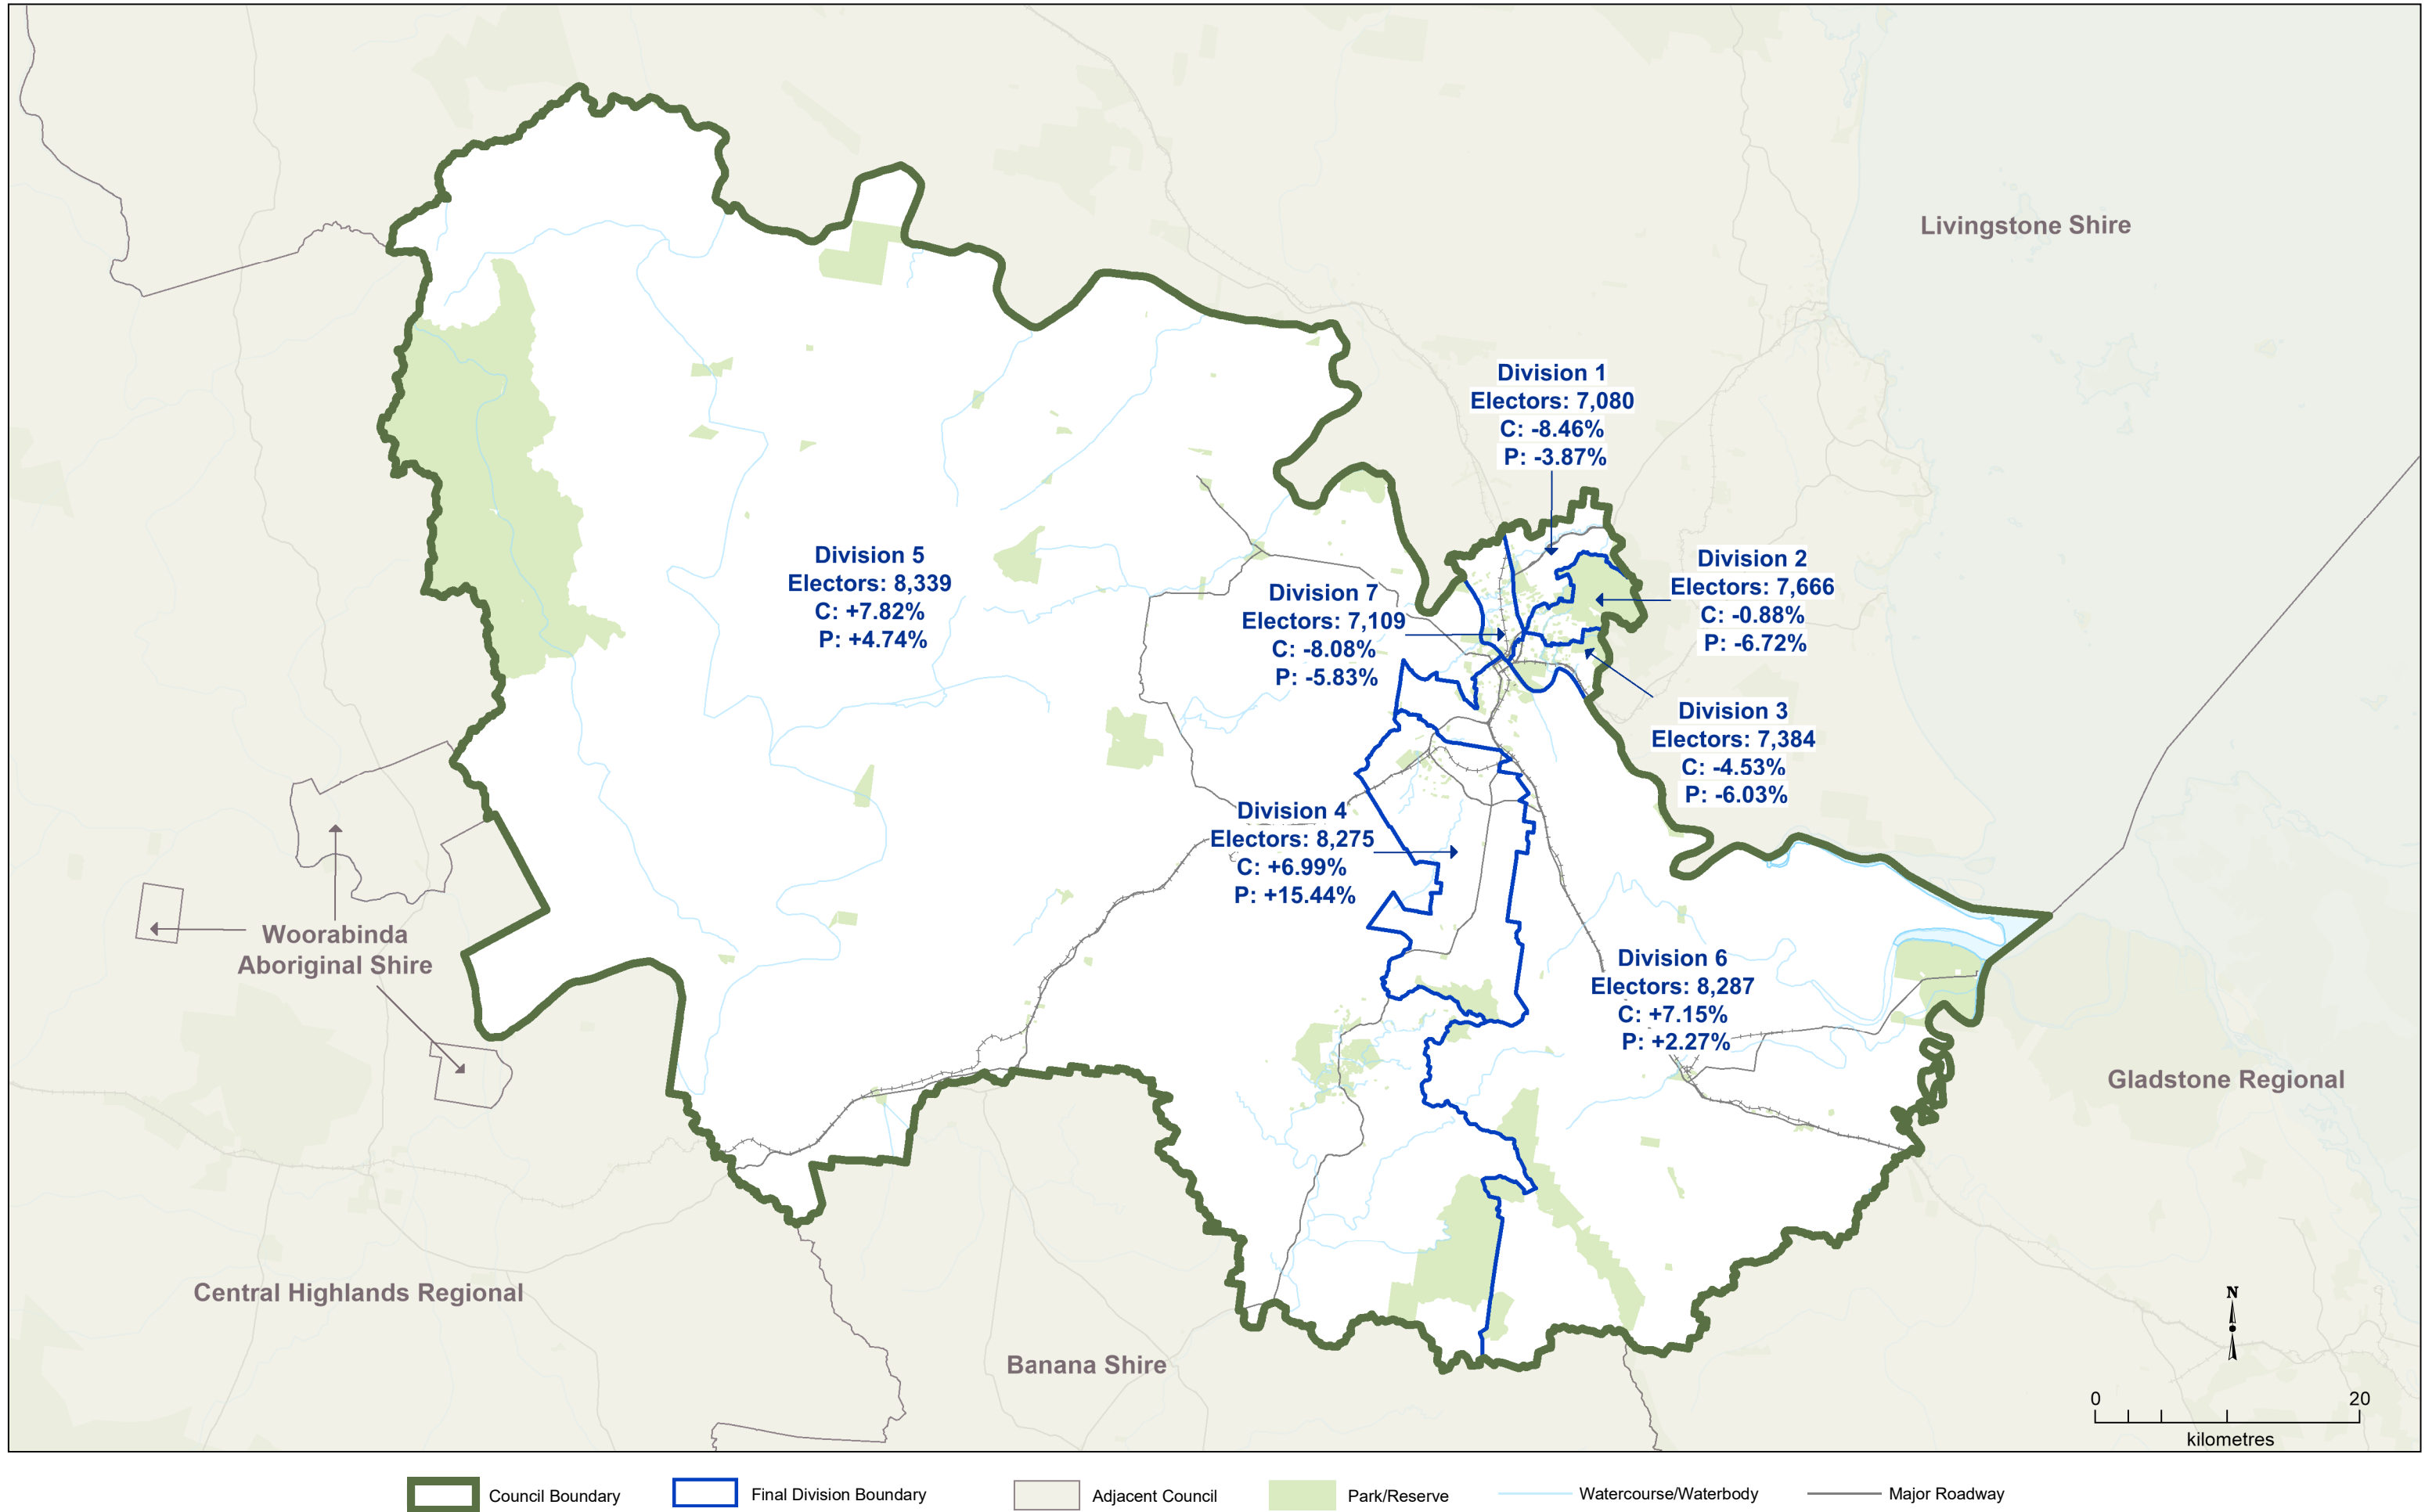 Livingstone Shire
Division 1
Electors: 7,080
C: -8.46%
P: -3.87%
Division 5
Electors: 8,339
C: +7.82%
P: +4.74%
Division 7
Electors: 7,109
C: -8.08%
P: -5.83%
Division 2
Electors: 7,666
C: -0.88%
P: -6.72%
Division 3
Electors: 7,384
C: -4.53%
P: -6.03%
Division 4
Electors: 8,275
C: +6.99%
P: +15.44%
Woorabinda
Aboriginal Shire
Division 6
Electors: 8,287
C: +7.15%
P: +2.27%
Gladstone Regional
Central Highlands Regional
Banana Shire
N
0 20
kilometres
Council Boundary
Final Division Boundary
Adjacent Council
Park/Reserve
Watercourse/Waterbody
Major Roadway